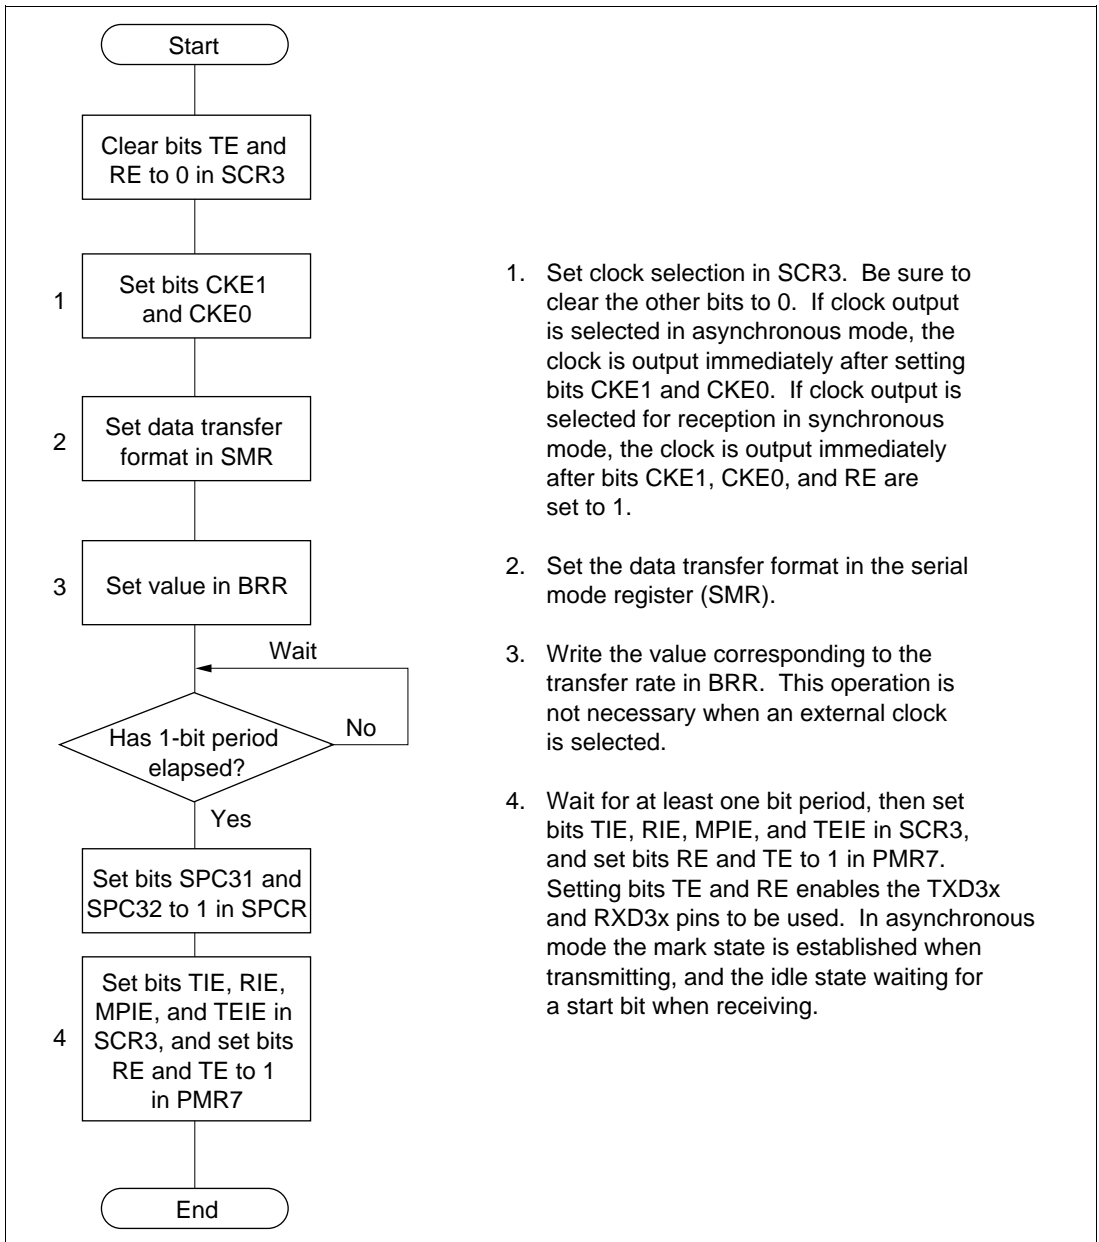 Start
Clear bits TE and
RE to 0 in SCR3
1
Set bits CKE1
and CKE0
2
Set data transfer
format in SMR
3
Set value in BRR
Wait
Has 1-bit period
elapsed?
No
Yes
Set bits SPC31 and
SPC32 to 1 in SPCR
4
Set bits TIE, RIE,
MPIE, and TEIE in
SCR3, and set bits
RE and TE to 1
in PMR7
End
1. Set clock selection in SCR3. Be sure to
clear the other bits to 0. If clock output
is selected in asynchronous mode, the
clock is output immediately after setting
bits CKE1 and CKE0. If clock output is
selected for reception in synchronous
mode, the clock is output immediately
after bits CKE1, CKE0, and RE are
set to 1.
2. Set the data transfer format in the serial
mode register (SMR).
3. Write the value corresponding to the
transfer rate in BRR. This operation is
not necessary when an external clock
is selected.
4. Wait for at least one bit period, then set
bits TIE, RIE, MPIE, and TEIE in SCR3,
and set bits RE and TE to 1 in PMR7.
Setting bits TE and RE enables the TXD3x
and RXD3x pins to be used. In asynchronous
mode the mark state is established when
transmitting, and the idle state waiting for
a start bit when receiving.